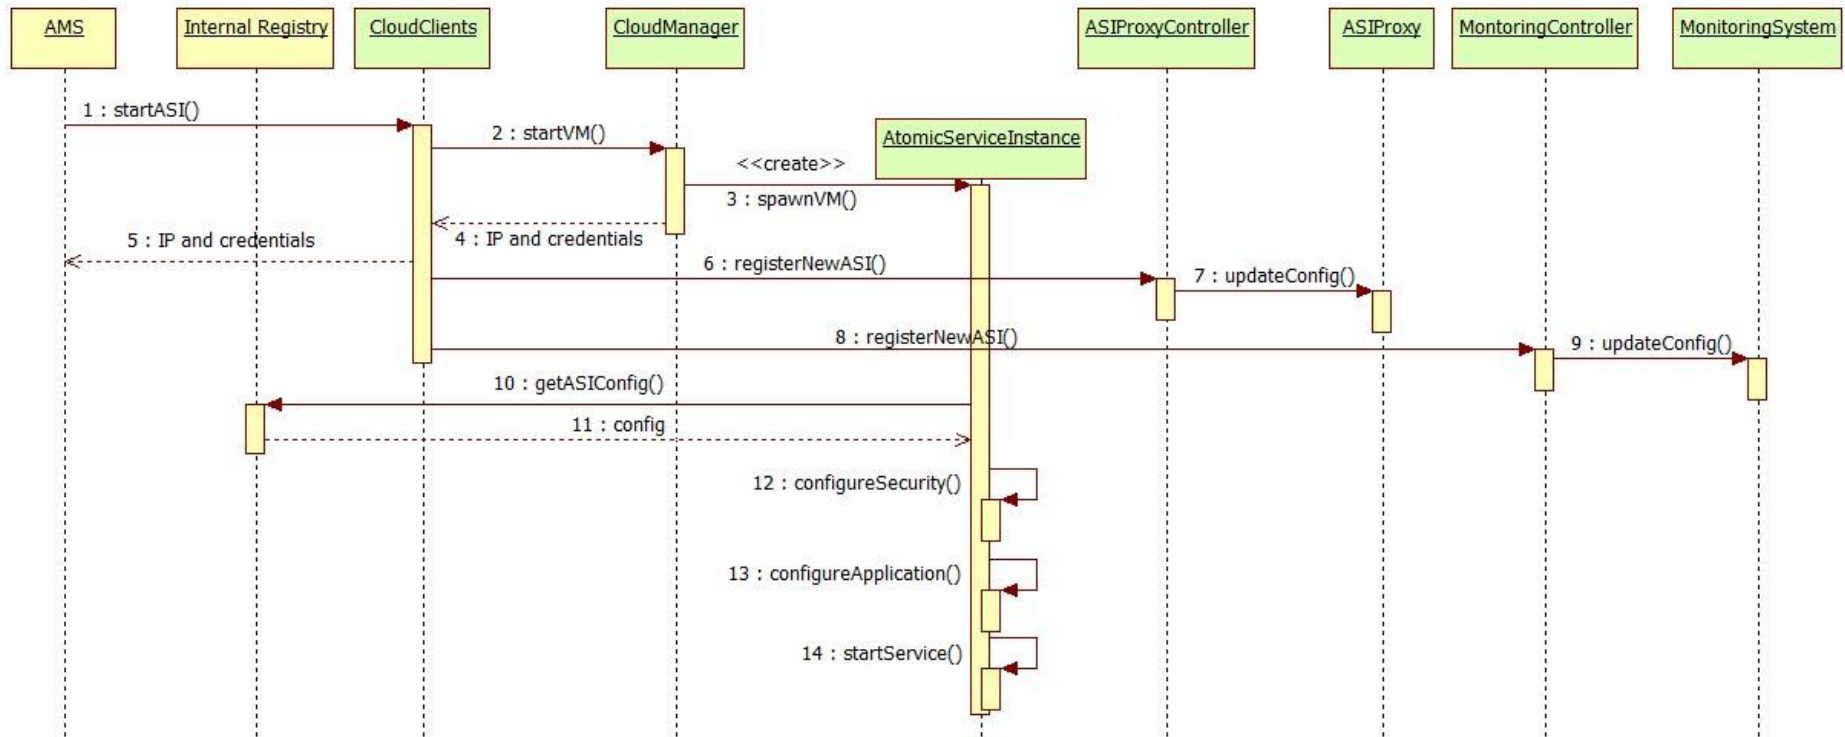 AMS
Internal Registry
CloudClients
CloudManager
ASIProxyController
ASIProxy
MontoringController
MonitoringSystem
1 : startASI()
2 : startVM()
AtomicServiceInstance
<<create>>
3 : spawnVM()
4 : IP and credentials
5 : IP and credentials
6 : registerNewASI()
7 : updateConfig()
8 : registerNewASI()
9 : updateConfig()
10 : getASIConfig()
11 : config
12 : configureSecurity()
13 : configureApplication()
14 : startService()